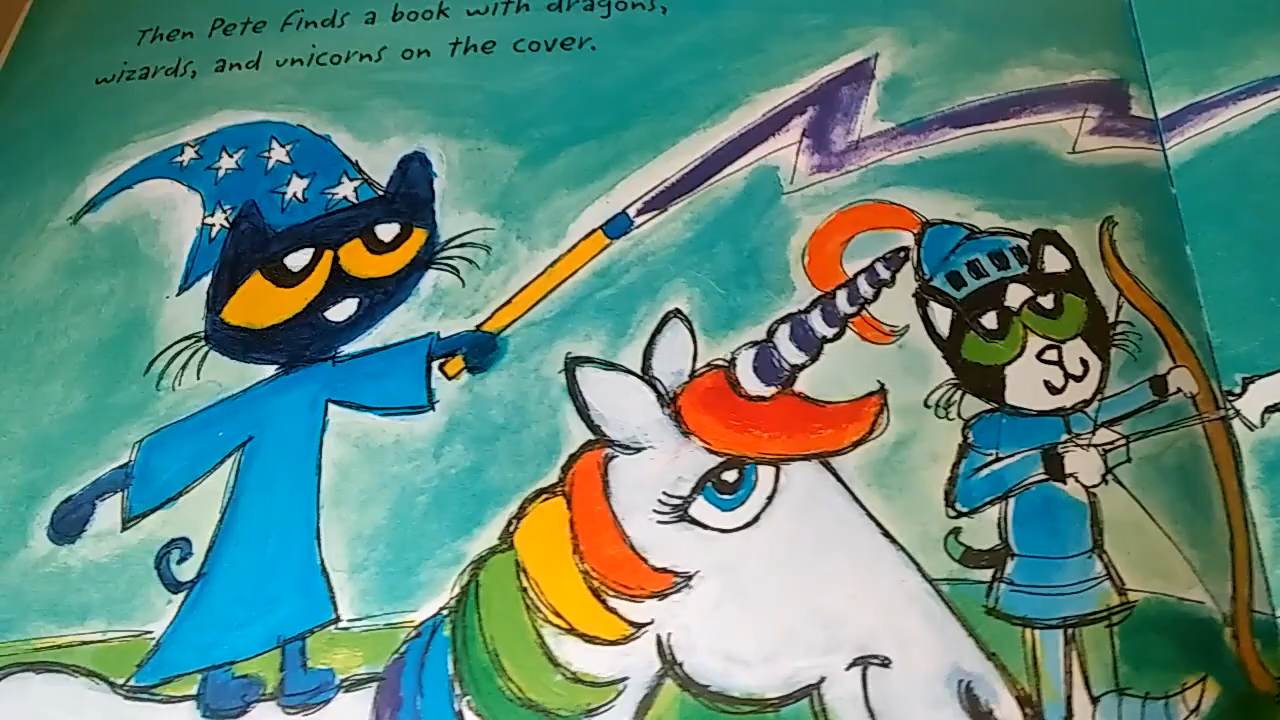 Then Pete finds a book with dragons,
wizards, and unicorns on the cover.